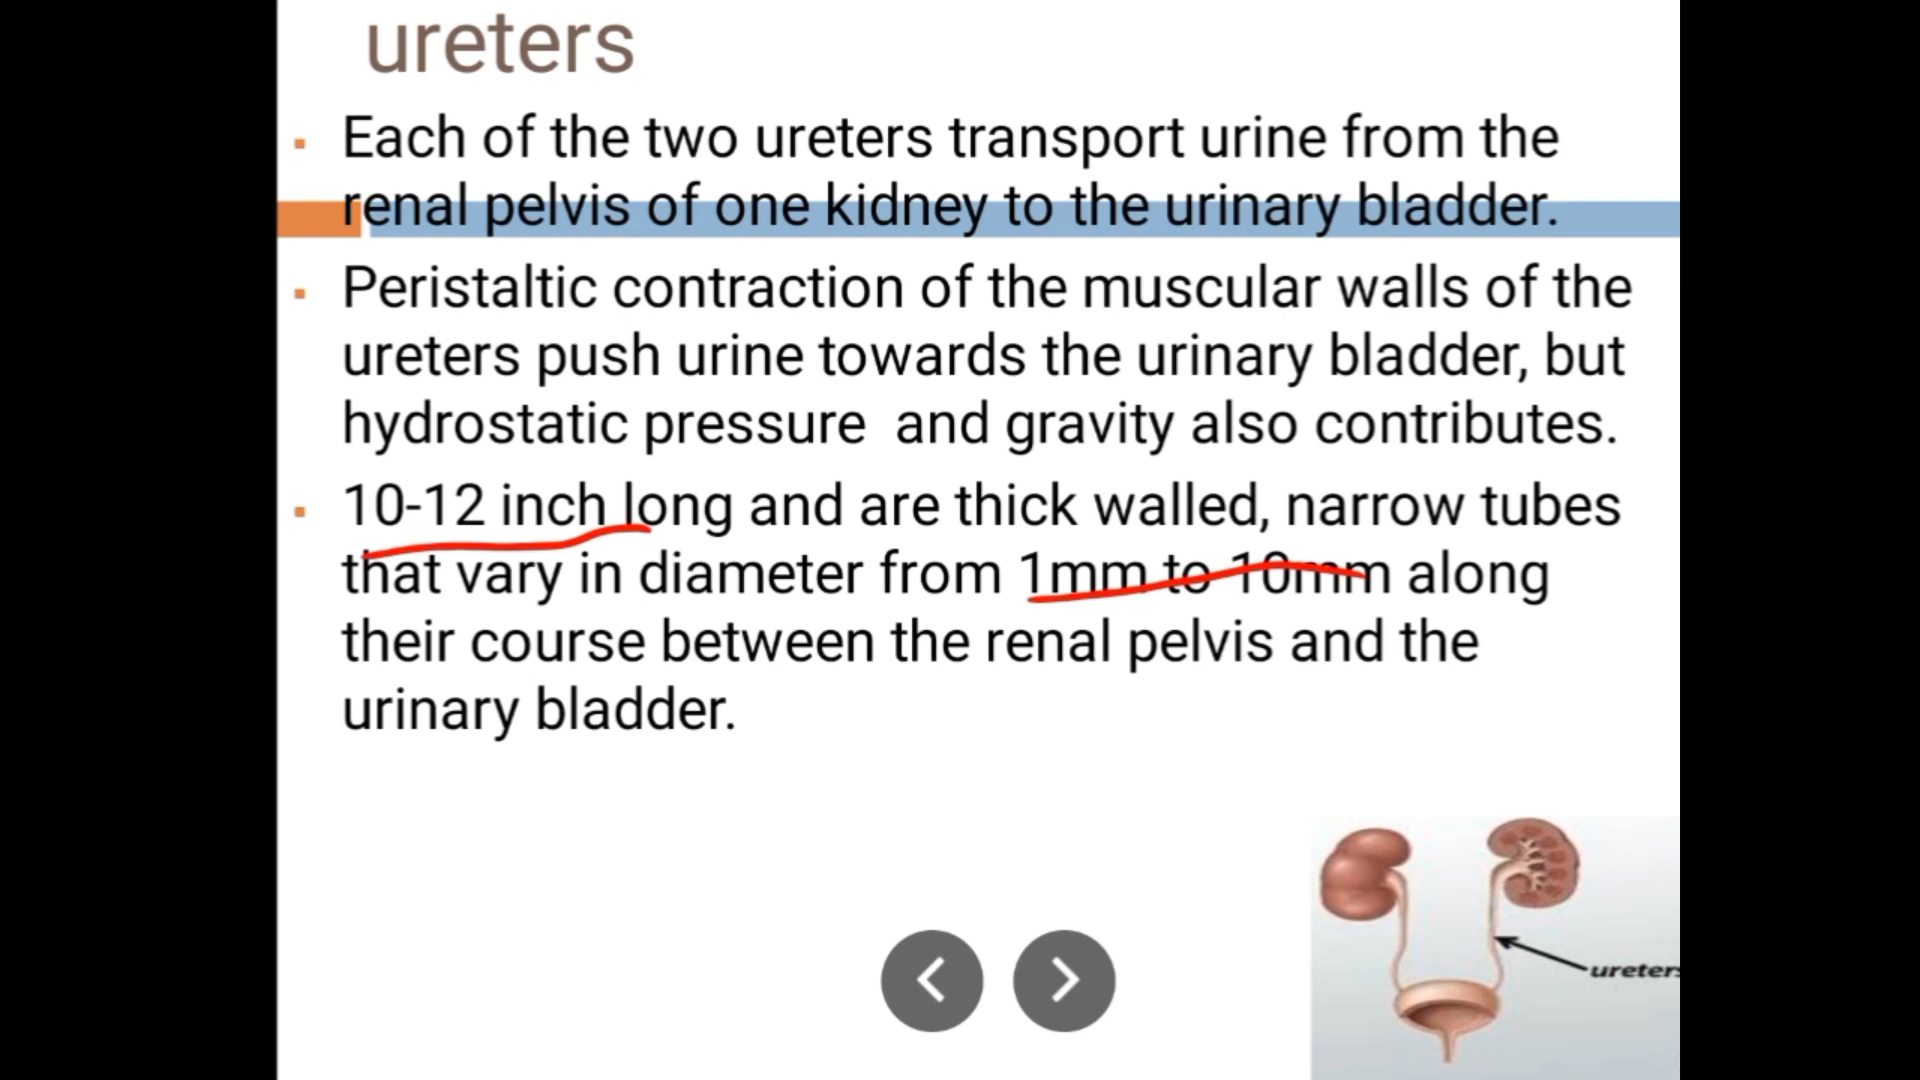 ureters
Each of the two ureters transport urine from the
renal pelvis of one kidney to the urinary bladder.
Peristaltic contraction of the muscular walls of the
ureters push urine towards the urinary bladder, but
hydrostatic pressure  and gravity also contributes.
10-12 inch long and are thick walled, narrow tubes
that vary in diameter from 1mm to 10mm along
their course between the renal pelvis and the
urinary bladder.
ureters